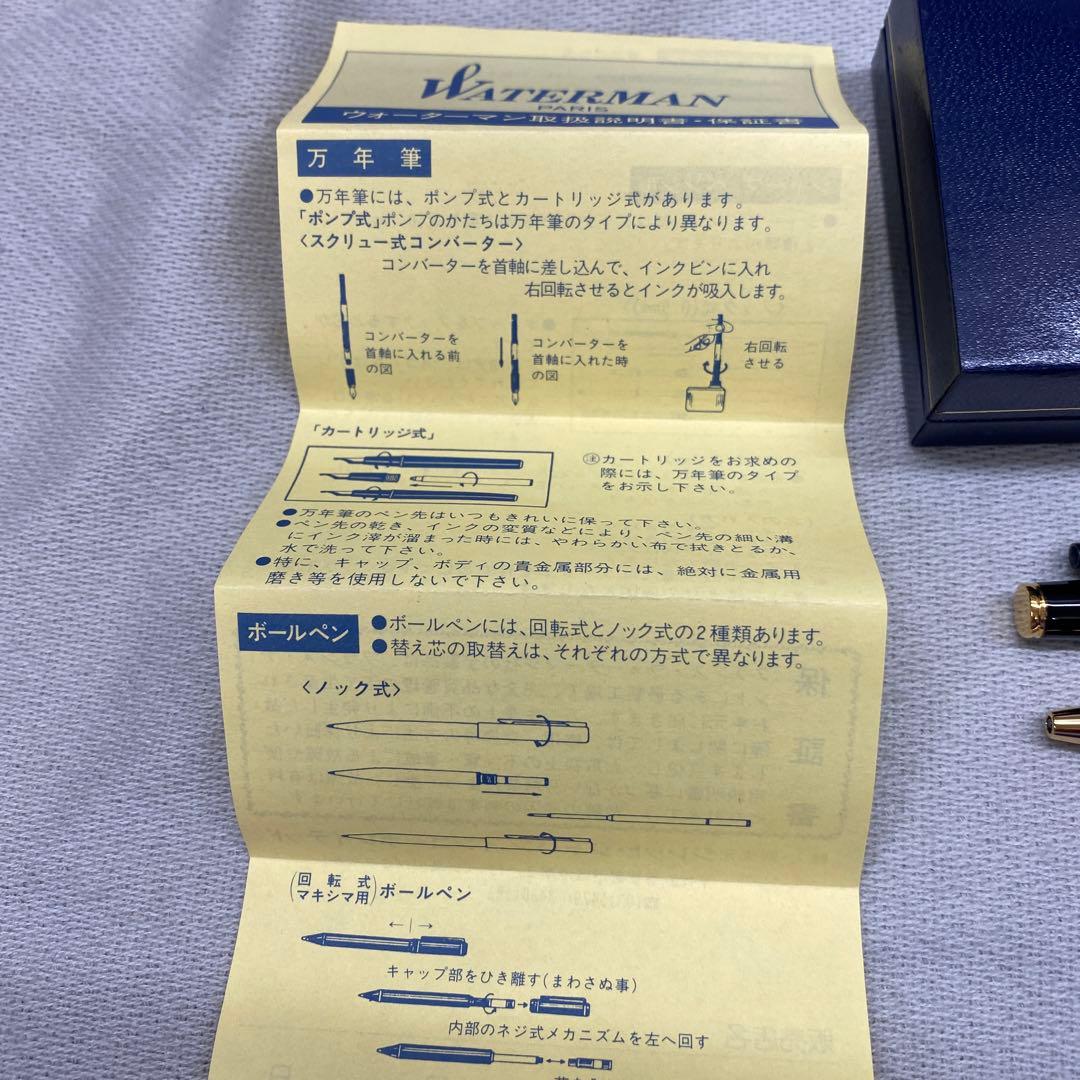 WATERMAN
PARIS
ウォーターマン取扱説明書・保証書
万年筆
●万年筆には、ポンプ式とカートリッジ式があります。
「ポンプ式」ポンプのかたちは万年筆のタイプにより異なります。
〈スクリュー式コンバーター〉
コンバーターを首軸に差し込んで、インクビンに入れ
右回転させるとインクが吸入します。
コンバーターを
首軸に入れる前
の図
コンバーターを
首軸に入れた時
の図
右回転
させる
「カートリッジ式」
㊟カートリッジをお求めの
際には、万年筆のタイプ
をお示し下さい。
●万年筆のペン先はいつもきれいに保って下さい。
●ペン先の乾き、インクの変質などにより、ペン先の細い溝
にインク滓が溜まった時には、やわらかい布で拭きとるか、
水で洗って下さい。
●特に、キャップ、ボディの貴金属部分には、絶対に金属用
磨き等を使用しないで下さい。
ボールペン
●ボールペンには、回転式とノック式の2種類あります。
●替え芯の取替えは、それぞれの方式で異なります。
〈ノック式〉
(回転式
マキシマ用)ボールペン
←|→
キャップ部をひき離す(まわさぬ事)
内部のネジ式メカニズムを左へ回す
保証書
販売店名